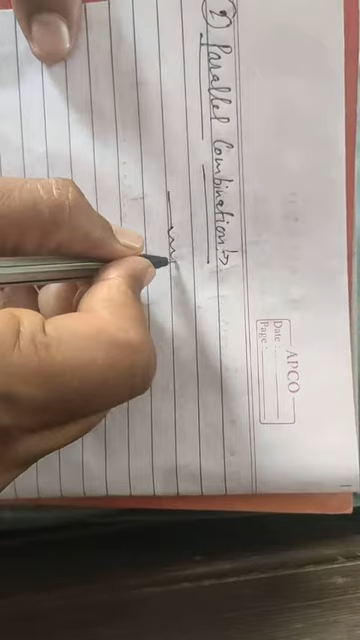 APCO
Date :
Page :
② Parallel Combination :->